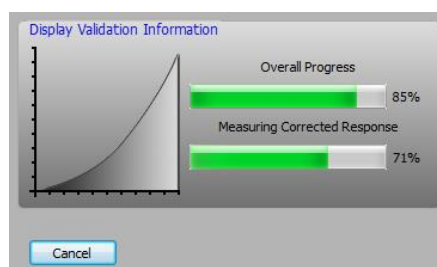 Display Validation Information
Overall Progress
85%
Measuring Corrected Response
71%
Cancel